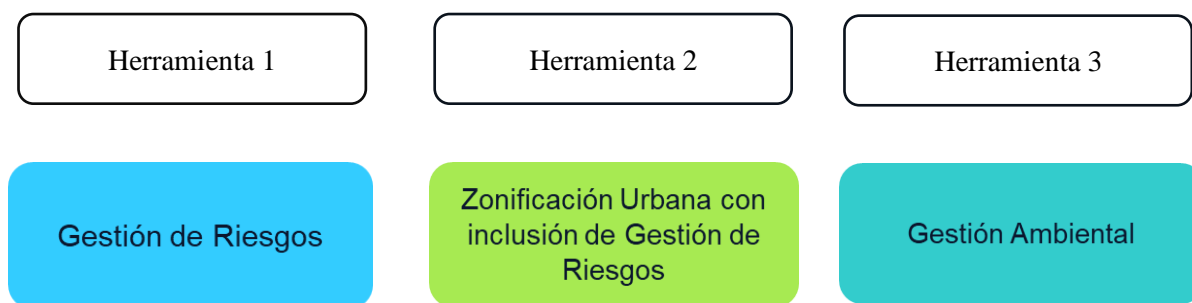 Herramienta 1
Herramienta 2
Herramienta 3
Gestión de Riesgos
Zonificación Urbana con
inclusión de Gestión de
Riesgos
Gestión Ambiental